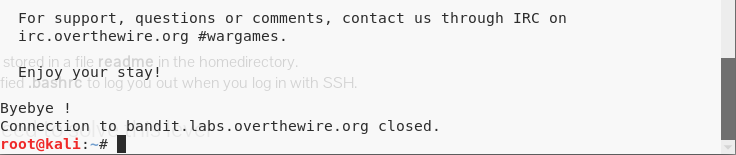 For support, questions or comments, contact us through IRC on
irc.overthewire.org #wargames.
stored in a file readme in the homedirectory.
Enjoy your stay!
fied .bashrc to log you out when you log in with SSH.
Byebye !
Connection to bandit.labs.overthewire.org closed.
root@kali:~#